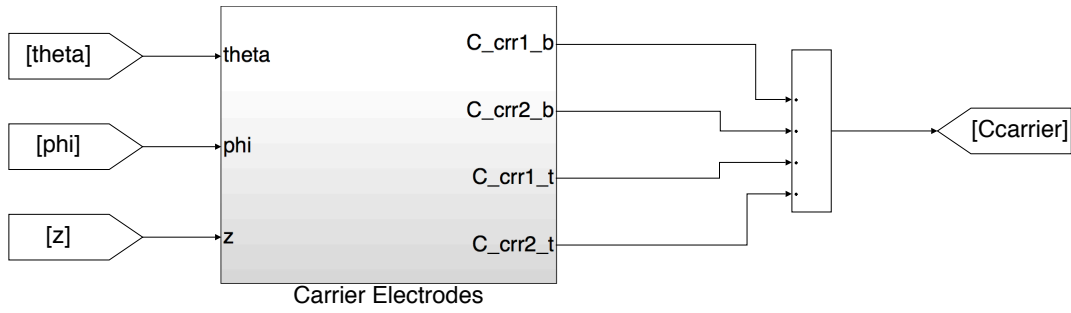 [theta]
[phi]
[z]
theta
phi
z
C_crr1_b
C_crr2_b
C_crr1_t
C_crr2_t
Carrier Electrodes
[Ccarrier]